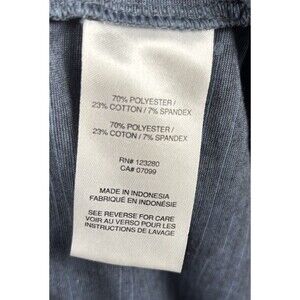 70% POLYESTER /
23% COTTON / 7% SPANDEX
70% POLYESTER /
23% COTON / 7% SPANDEX
RN# 123280
CA# 07099
MADE IN INDONESIA
FABRIQUÉ EN INDONÉSIE
SEE REVERSE FOR CARE
VOIR AU VERSO POUR LES
INSTRUCTIONS DE LAVAGE